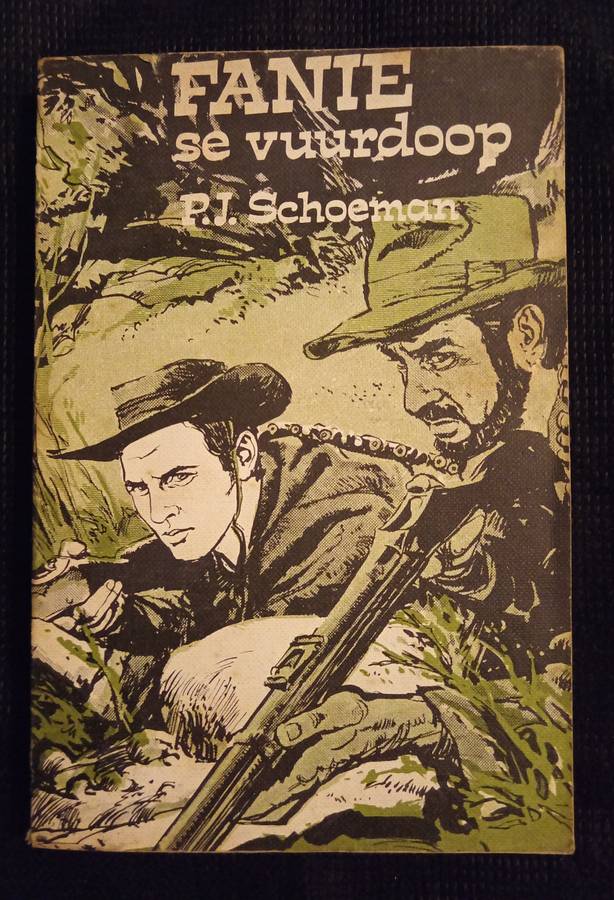 FANIE
se vuurdoop
P.J. Schoeman